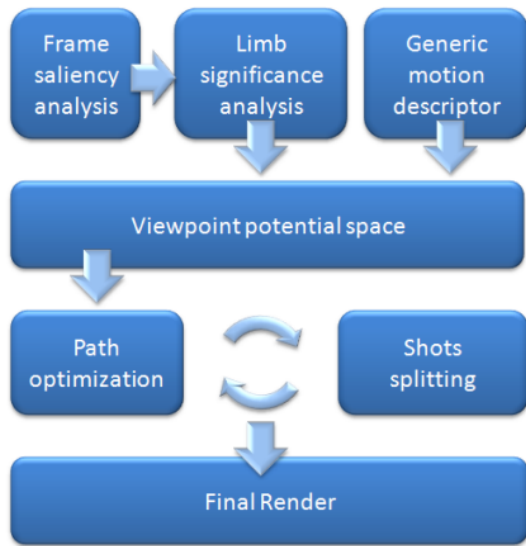 Frame
saliency
analysis
Limb
significance
analysis
Generic
motion
descriptor
Viewpoint potential space
Path
optimization
Shots
splitting
Final Render